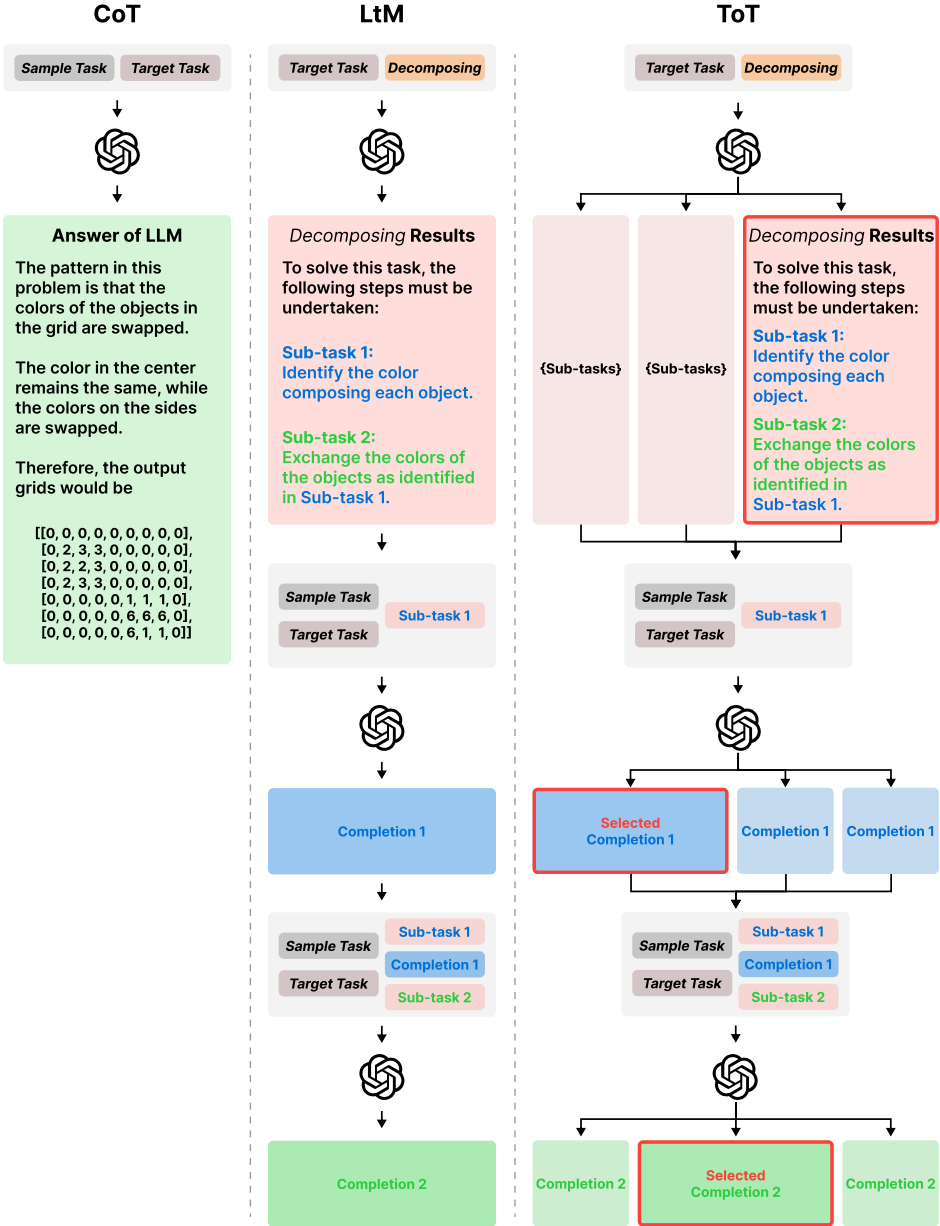 CoT
Sample Task
Target Task
Answer of LLM
The pattern in this
problem is that the
colors of the objects in
the grid are swapped.
The color in the center
remains the same, while
the colors on the sides
are swapped.
Therefore, the output
grids would be
[[0, 0, 0, 0, 0, 0, 0, 0, 0],
[0, 2, 3, 3, 0, 0, 0, 0, 0],
[0, 2, 2, 3, 0, 0, 0, 0, 0],
[0, 2, 3, 3, 0, 0, 0, 0, 0],
[0, 0, 0, 0, 0, 1, 1, 1, 0],
[0, 0, 0, 0, 0, 6, 6, 6, 0],
[0, 0, 0, 0, 0, 6, 1, 1, 0]]
LtM
Target Task
Decomposing
Decomposing Results
To solve this task, the
following steps must be
undertaken:
Sub-task 1:
Identify the color
composing each object.
Sub-task 2:
Exchange the colors of
the objects as identified
in Sub-task 1.
Sample Task
Target Task
Sub-task 1
Completion 1
Sample Task
Target Task
Sub-task 1
Completion 1
Sub-task 2
Completion 2
ToT
Target Task
Decomposing
{Sub-tasks}
{Sub-tasks}
Decomposing Results
To solve this task,
the following steps
must be undertaken:
Sub-task 1:
Identify the color
composing each
object.
Sub-task 2:
Exchange the colors
of the objects as
identified in
Sub-task 1.
Sample Task
Target Task
Sub-task 1
Selected
Completion 1
Completion 1
Completion 1
Sample Task
Target Task
Sub-task 1
Completion 1
Sub-task 2
Completion 2
Selected
Completion 2
Completion 2